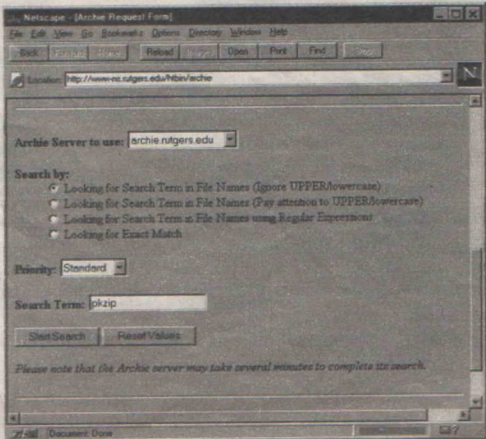 Netscape - [Archie Request Form]
File Edit View Go Bookmarks Options Directory Window Help
Back Forward Home Reload Images Open Print Find Stop
Location: http://www-ns.rutgers.edu/htbin/archie
N
Archie Server to use: archie.rutgers.edu
Search by:
Looking for Search Term in File Names (Ignore UPPER/lowercase)
Looking for Search Term in File Names (Pay attention to UPPER/lowercase)
Looking for Search Term in File Names using Regular Expressions
Looking for Exact Match
Priority: Standard
Search Term: pkzip
Start Search Reset Values
Please note that the Archie server may take several minutes to complete its search.
Document: Done